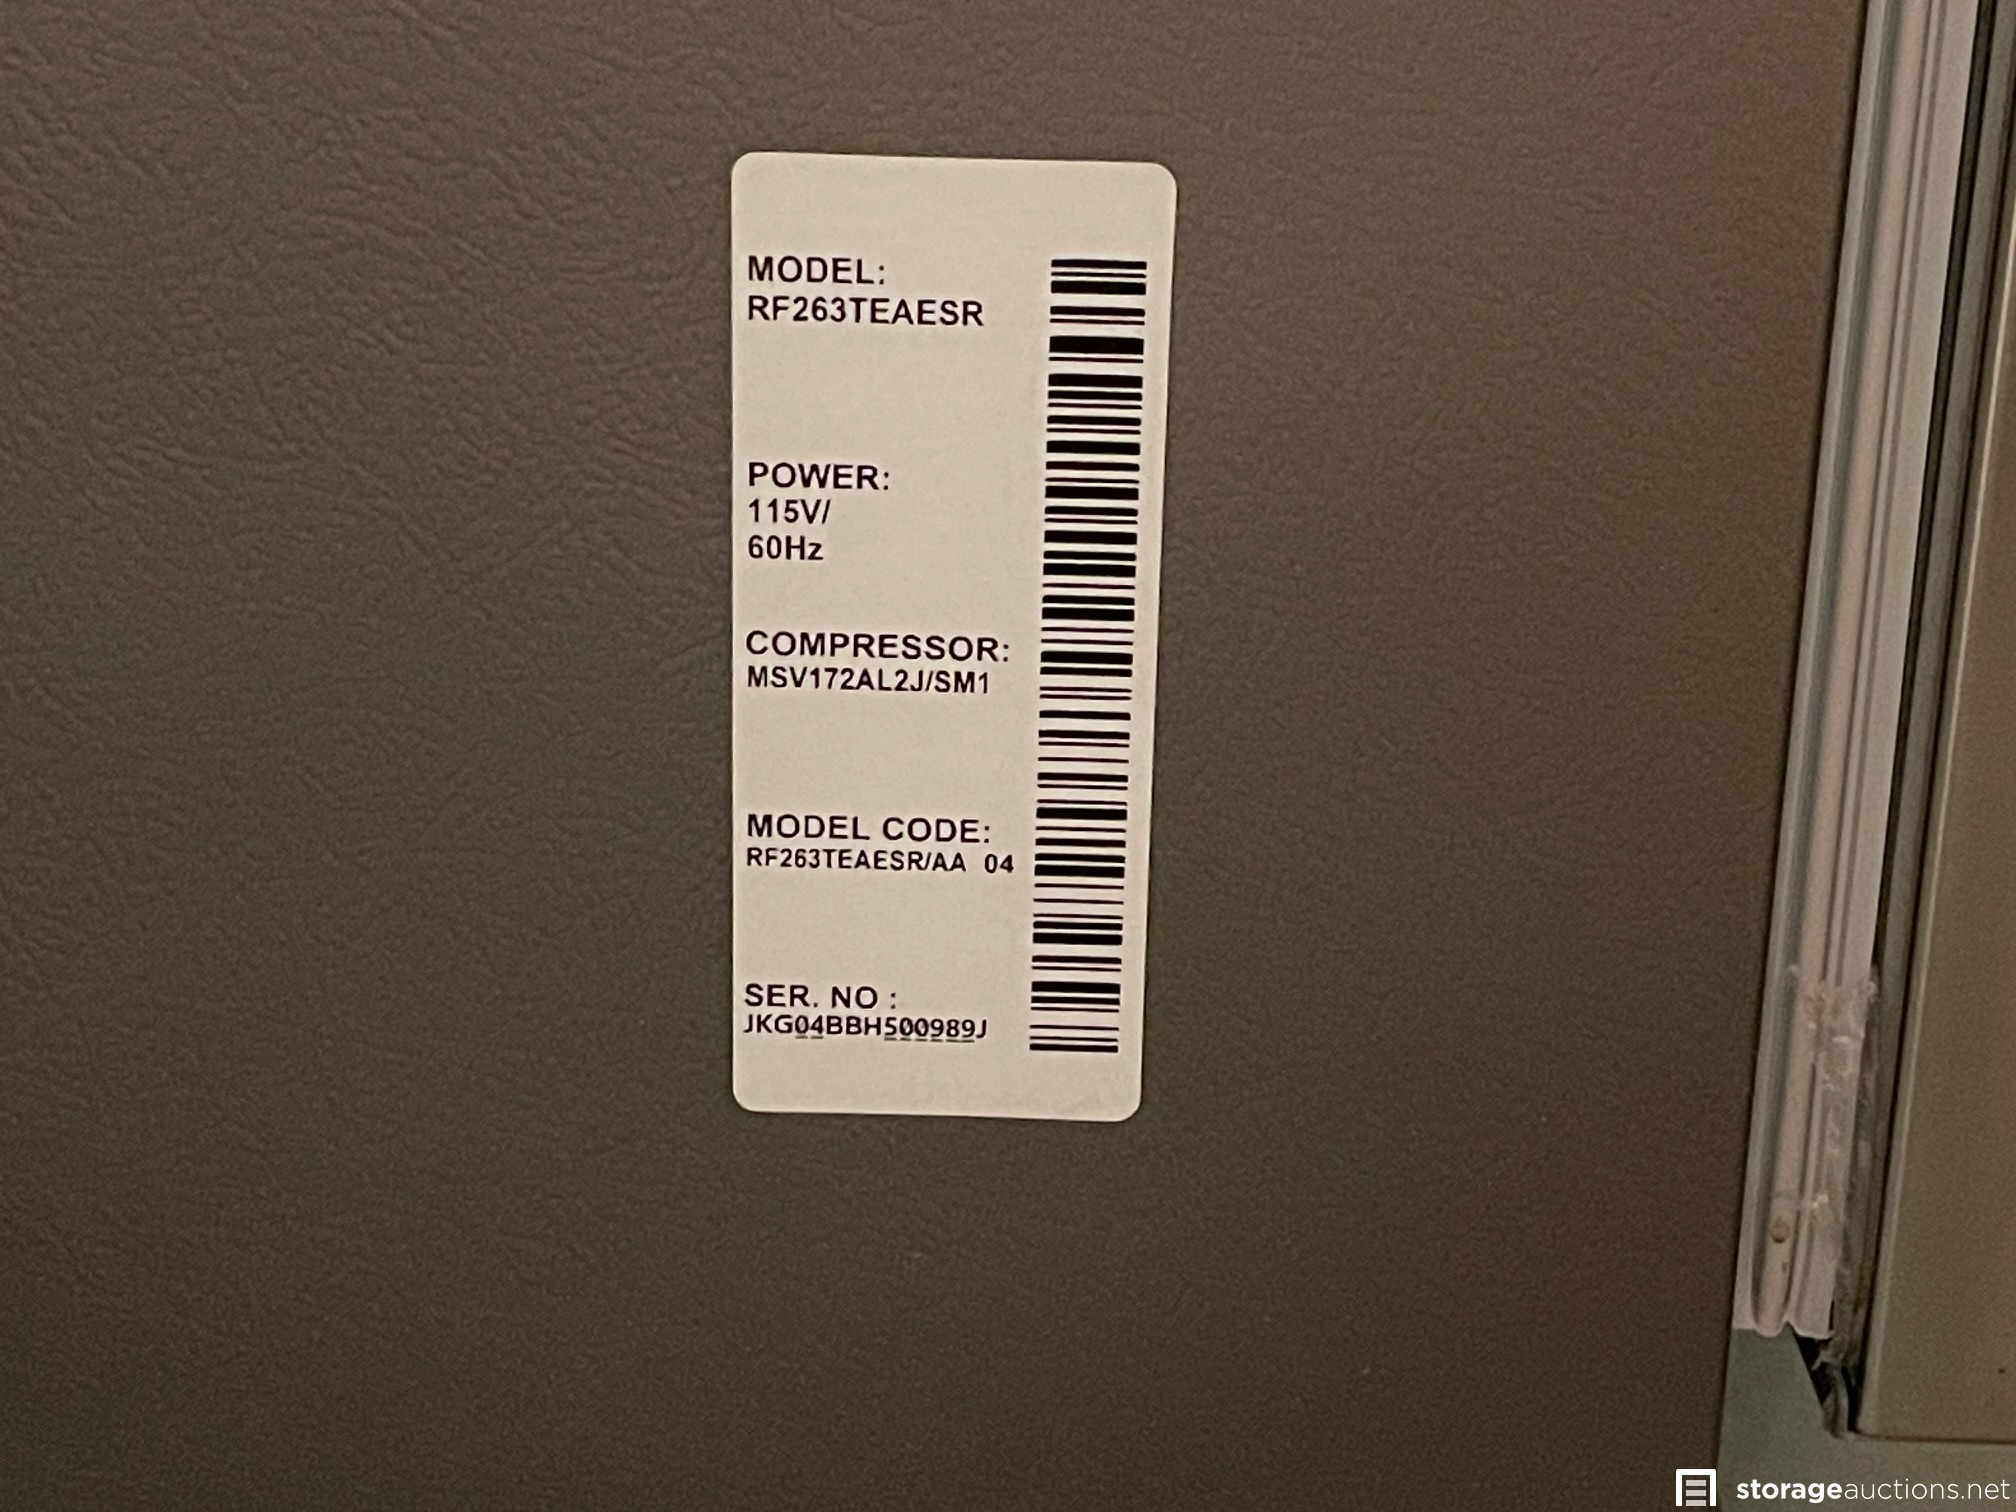 MODEL:
RF263TEAESR
POWER:
115V/
60Hz
COMPRESSOR:
MSV172AL2J/SM1
MODEL CODE:
RF263TEAESR/AA 04
SER. NO :
JKG04BBH500989J
storageauctions.net